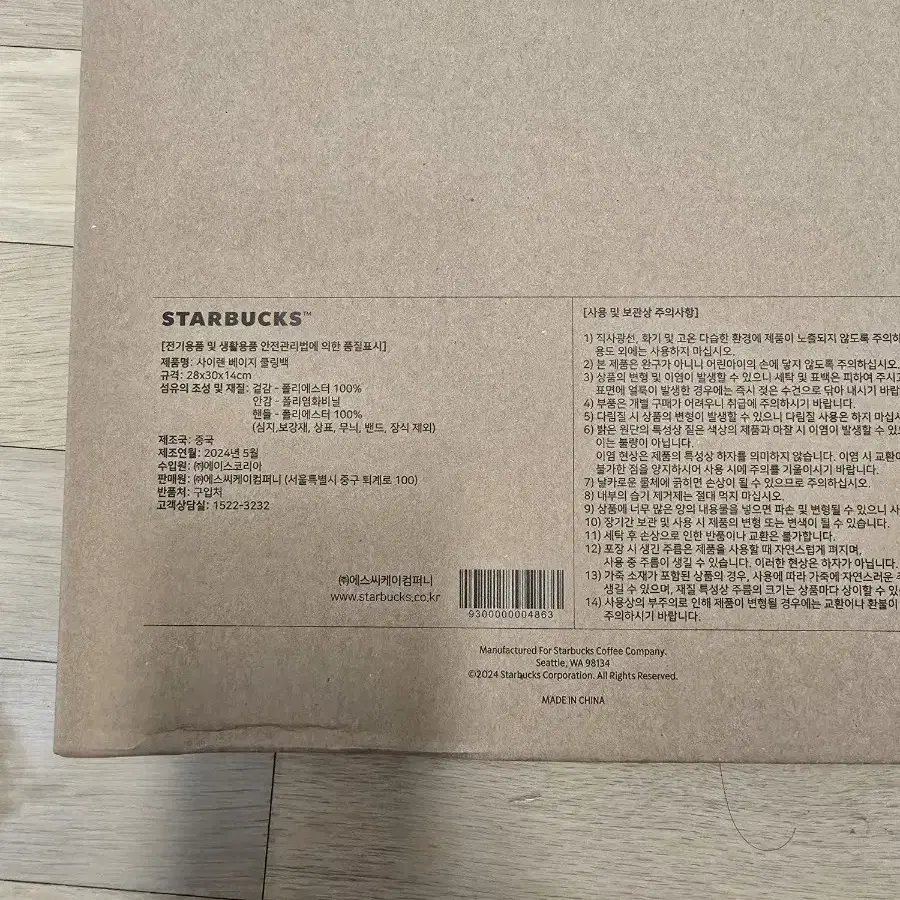 STARBUCKS™
[전기용품 및 생활용품 안전관리법에 의한 품질표시]
제품명: 사이렌 베이지 쿨링백
규격: 28x30x14cm
섬유의 조성 및 재질: 겉감 - 폴리에스터 100%
안감 - 폴리염화비닐
핸들 - 폴리에스터 100%
(심지,보강재, 상표, 무늬, 밴드, 장식 제외)
제조국: 중국
제조연월: 2024년 5월
수입원: ㈜에이스코리아
판매원: ㈜에스씨케이컴퍼니 (서울특별시 중구 퇴계로 100)
반품처: 구입처
고객상담실: 1522-3232
㈜에스씨케이컴퍼니
www.starbucks.co.kr
9300000004863
[사용 및 보관상 주의사항]
1) 직사광선, 화기 및 고온 다습한 환경에 제품이 노출되지 않도록 주의하
용도 외에는 사용하지 마십시오.
2) 본 제품은 완구가 아니니 어린아이의 손에 닿지 않도록 주의하십시오.
3) 상품의 변형 및 이염이 발생할 수 있으니 세탁 및 표백은 피하여 주시고
표면에 얼룩이 발생한 경우에는 즉시 젖은 수건으로 닦아 내시기 바랍
4) 부품은 개별 구매가 어려우니 취급에 주의하시기 바랍니다.
5) 다림질 시 상품의 변형이 발생할 수 있으니 다림질 사용은 하지 마십시
6) 밝은 원단의 특성상 짙은 색상의 제품과 마찰 시 이염이 발생할 수 있
이는 불량이 아닙니다.
이염 현상은 제품의 특성상 하자를 의미하지 않습니다. 이염 시 교환이
불가한 점을 양지하시어 사용 시에 주의를 기울이시기 바랍니다.
7) 날카로운 물체에 긁히면 손상이 될 수 있으므로 주의하십시오.
8) 내부의 습기 제거제는 절대 먹지 마십시오.
9) 상품에 너무 많은 양의 내용물을 넣으면 파손 및 변형될 수 있으니 사
10) 장기간 보관 및 사용 시 제품의 변형 또는 변색이 될 수 있습니다.
11) 세탁 후 손상으로 인한 반품이나 교환은 불가합니다.
12) 포장 시 생긴 주름은 제품을 사용할 때 자연스럽게 펴지며,
사용 중 주름이 생길 수 있습니다. 이러한 현상은 하자가 아닙니다.
13) 가죽 소재가 포함된 상품의 경우, 사용에 따라 가죽에 자연스러운 주
생길 수 있으며, 재질 특성상 주름의 크기는 상품마다 상이할 수 있
14) 사용상의 부주의로 인해 제품이 변형될 경우에는 교환이나 환불이
주의하시기 바랍니다.
Manufactured For Starbucks Coffee Company.
Seattle, WA 98134
©2024 Starbucks Corporation. All Rights Reserved.
MADE IN CHINA